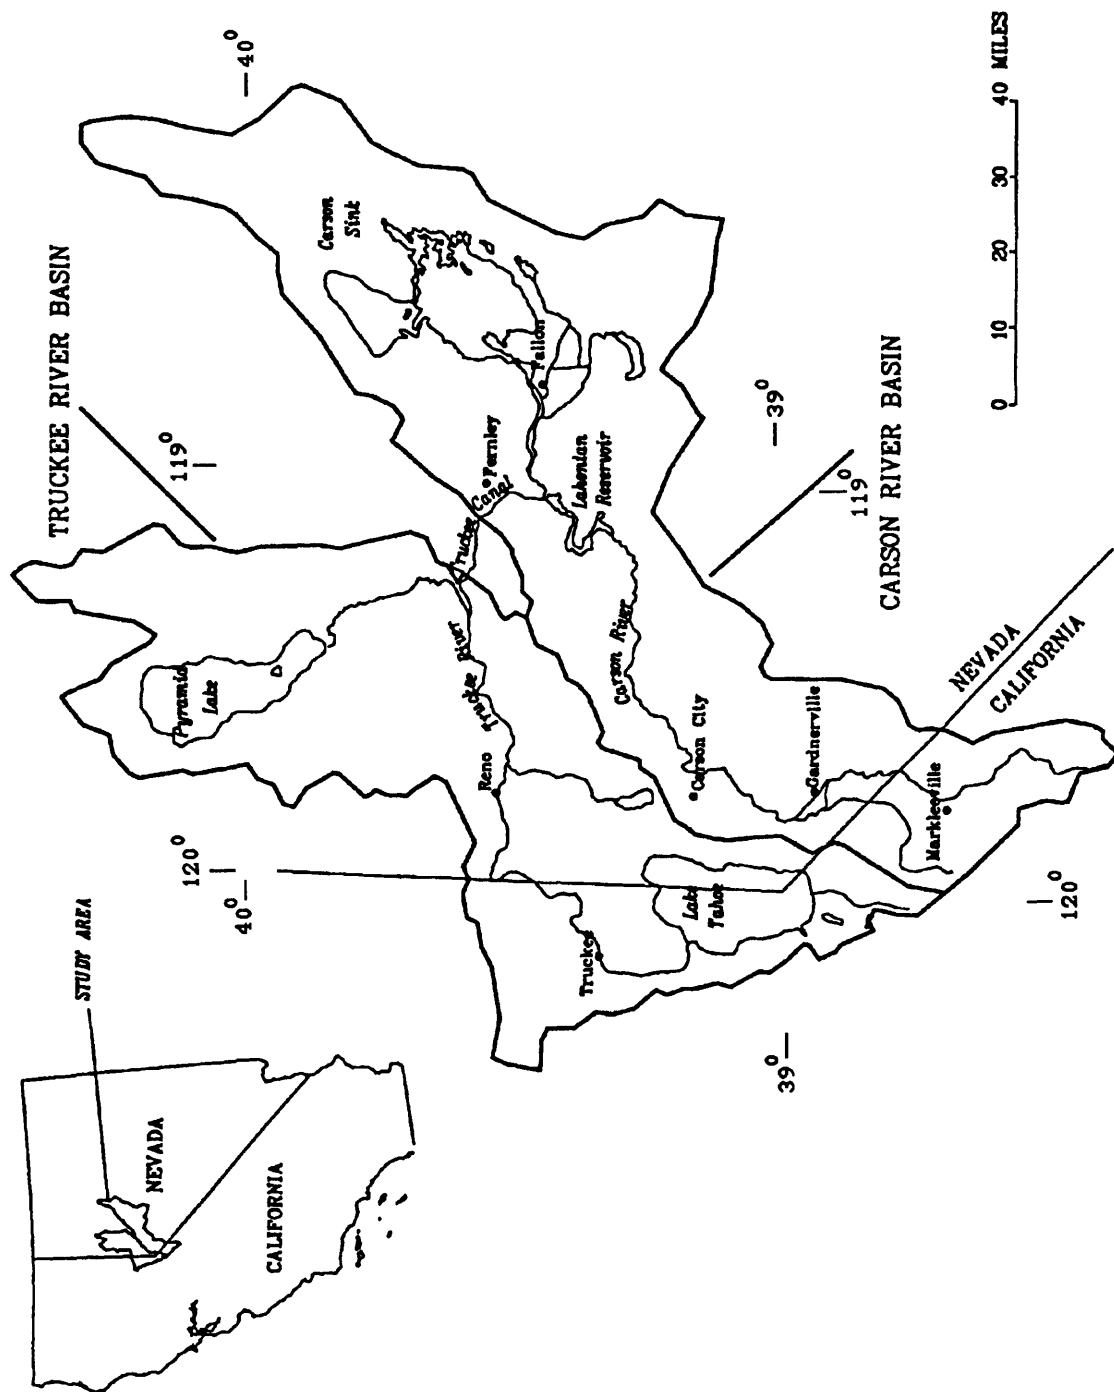 STUDY AREA
NEVADA
CALIFORNIA
TRUCKEE RIVER BASIN
120°
40°
119°
40°
Pyramid
Lake
Carson
Sink
Reno
Truckee River
Truckee Canal
Fernley
Fallon
Truckee
Lahontan
Reservoir
Carson River
Lake
Tahoe
Carson City
39°
39°
Gardnerville
119°
CARSON RIVER BASIN
Markleeville
NEVADA
CALIFORNIA
120°
0 10 20 30 40 MILES